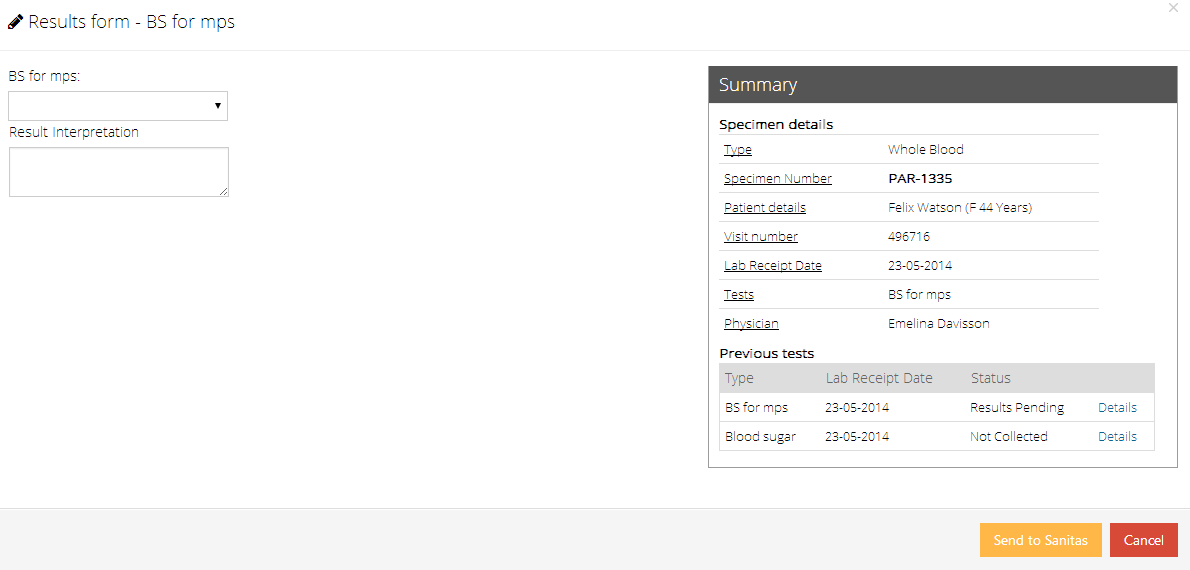 Results form - BS for mps
×
BS for mps:
Result Interpretation
Summary
Specimen details
Type Whole Blood
Specimen Number PAR-1335
Patient details Felix Watson (F 44 Years)
Visit number 496716
Lab Receipt Date 23-05-2014
Tests BS for mps
Physician Emelina Davisson
Previous tests
Type Lab Receipt Date Status
BS for mps 23-05-2014 Results Pending Details
Blood sugar 23-05-2014 Not Collected Details
Send to Sanitas Cancel